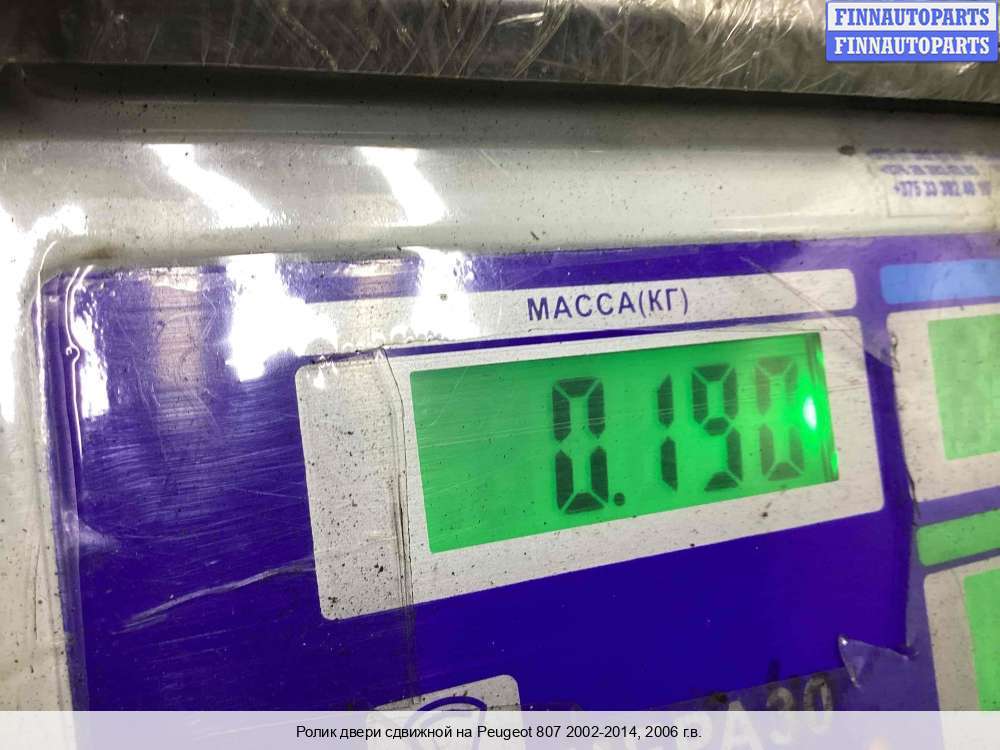 FINNAUTOPARTS
FINNAUTOPARTS
+375 33 382 40
МАССА(КГ)
0.190
Ролик двери сдвижной на Peugeot 807 2002-2014, 2006 г.в.